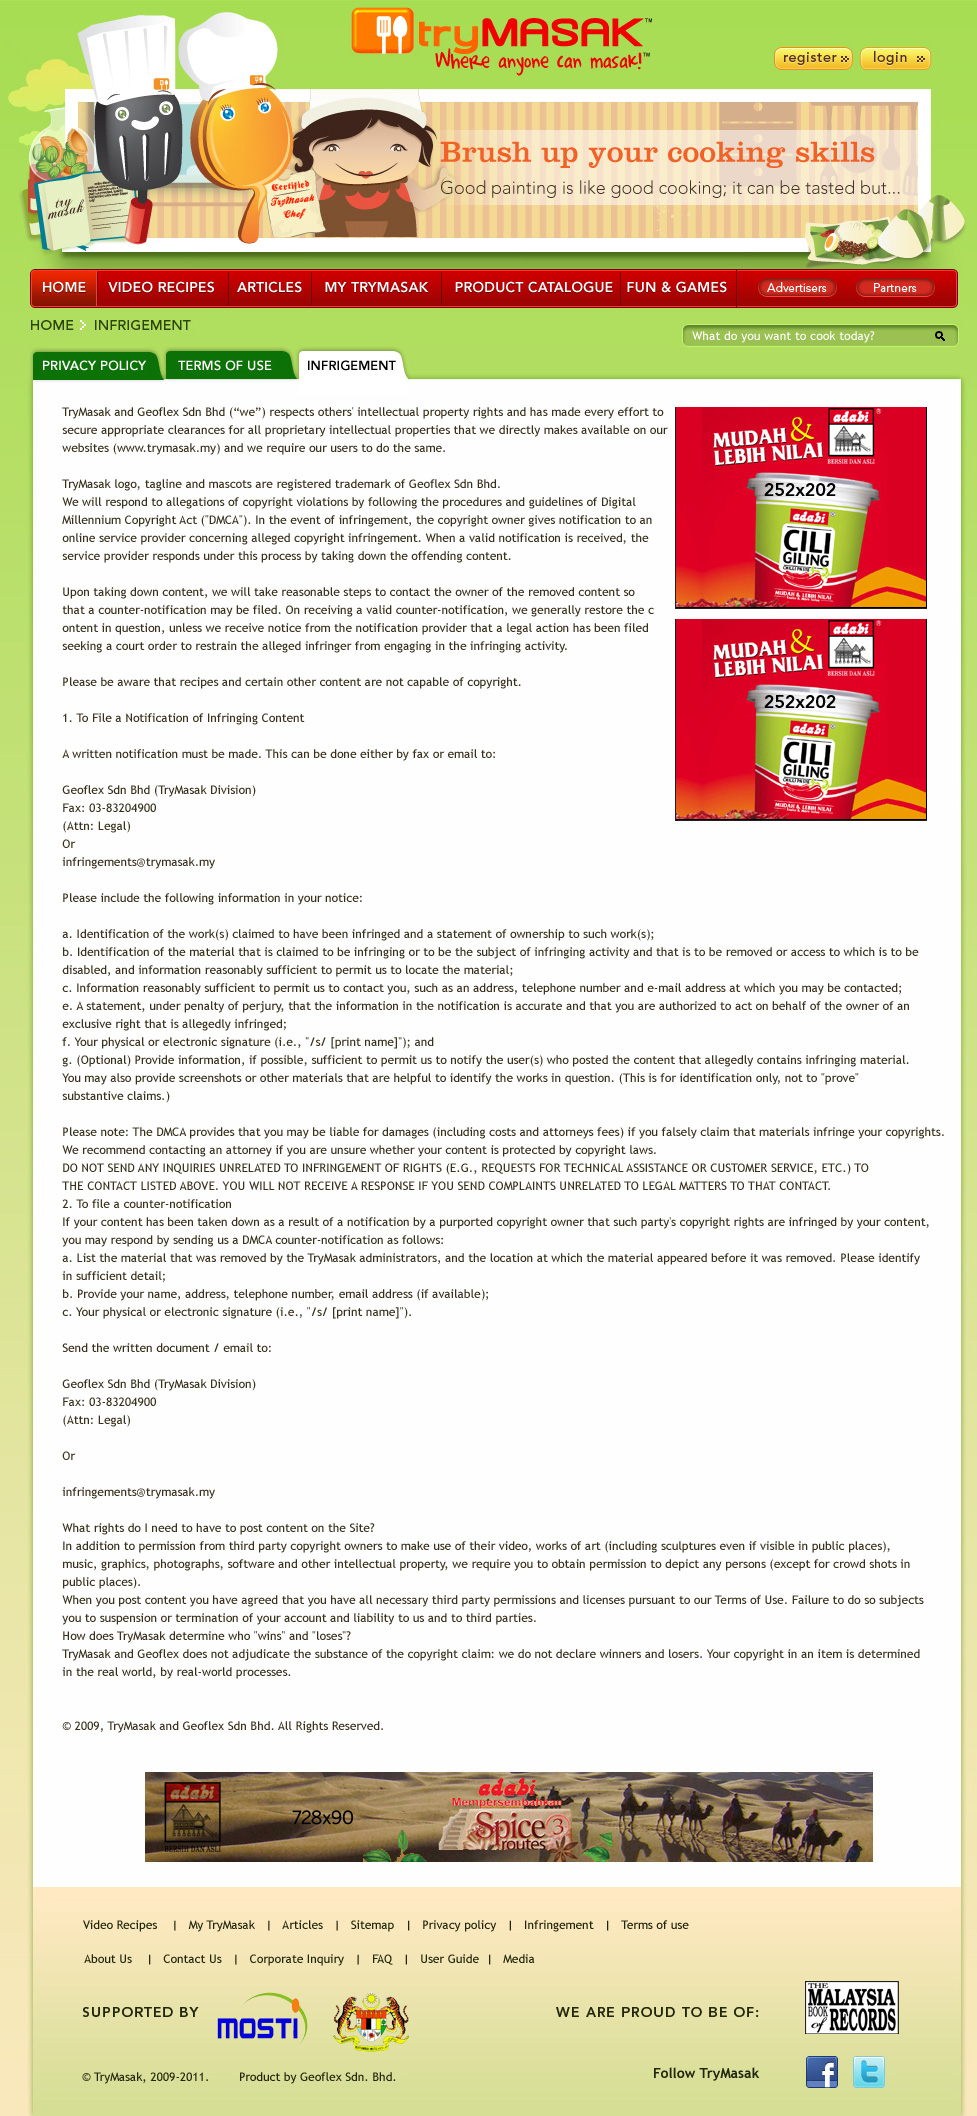 tryMASAK™
Where anyone can masak!™
register
login
Brush up your cooking skills
Good painting is like good cooking; it can be tasted but...
try masak
Certified
TryMasak
Chef
HOME
VIDEO RECIPES
ARTICLES
MY TRYMASAK
PRODUCT CATALOGUE
FUN & GAMES
Advertisers
Partners
HOME INFRIGEMENT
What do you want to cook today?
PRIVACY POLICY
TERMS OF USE
INFRIGEMENT
TryMasak and Geoflex Sdn Bhd (“we”) respects others' intellectual property rights and has made every effort to
secure appropriate clearances for all proprietary intellectual properties that we directly makes available on our
websites (www.trymasak.my) and we require our users to do the same.
TryMasak logo, tagline and mascots are registered trademark of Geoflex Sdn Bhd.
We will respond to allegations of copyright violations by following the procedures and guidelines of Digital
Millennium Copyright Act ("DMCA"). In the event of infringement, the copyright owner gives notification to an
online service provider concerning alleged copyright infringement. When a valid notification is received, the
service provider responds under this process by taking down the offending content.
Upon taking down content, we will take reasonable steps to contact the owner of the removed content so
that a counter-notification may be filed. On receiving a valid counter-notification, we generally restore the c
ontent in question, unless we receive notice from the notification provider that a legal action has been filed
seeking a court order to restrain the alleged infringer from engaging in the infringing activity.
Please be aware that recipes and certain other content are not capable of copyright.
1. To File a Notification of Infringing Content
A written notification must be made. This can be done either by fax or email to:
Geoflex Sdn Bhd (TryMasak Division)
Fax: 03-83204900
(Attn: Legal)
Or
infringements@trymasak.my
MUDAH &
LEBIH NILAI
adabi
BERSIH DAN ASLI
252x202
adabi
CILI
GILING
CHILLI PASTE
MUDAH & LEBIH NILAI
MUDAH &
LEBIH NILAI
adabi
BERSIH DAN ASLI
252x202
adabi
CILI
GILING
CHILLI PASTE
MUDAH & LEBIH NILAI
Please include the following information in your notice:
a. Identification of the work(s) claimed to have been infringed and a statement of ownership to such work(s);
b. Identification of the material that is claimed to be infringing or to be the subject of infringing activity and that is to be removed or access to which is to be
disabled, and information reasonably sufficient to permit us to locate the material;
c. Information reasonably sufficient to permit us to contact you, such as an address, telephone number and e-mail address at which you may be contacted;
e. A statement, under penalty of perjury, that the information in the notification is accurate and that you are authorized to act on behalf of the owner of an
exclusive right that is allegedly infringed;
f. Your physical or electronic signature (i.e., "/s/ [print name]"); and
g. (Optional) Provide information, if possible, sufficient to permit us to notify the user(s) who posted the content that allegedly contains infringing material.
You may also provide screenshots or other materials that are helpful to identify the works in question. (This is for identification only, not to "prove"
substantive claims.)
Please note: The DMCA provides that you may be liable for damages (including costs and attorneys fees) if you falsely claim that materials infringe your copyrights.
We recommend contacting an attorney if you are unsure whether your content is protected by copyright laws.
DO NOT SEND ANY INQUIRIES UNRELATED TO INFRINGEMENT OF RIGHTS (E.G., REQUESTS FOR TECHNICAL ASSISTANCE OR CUSTOMER SERVICE, ETC.) TO
THE CONTACT LISTED ABOVE. YOU WILL NOT RECEIVE A RESPONSE IF YOU SEND COMPLAINTS UNRELATED TO LEGAL MATTERS TO THAT CONTACT.
2. To file a counter-notification
If your content has been taken down as a result of a notification by a purported copyright owner that such party's copyright rights are infringed by your content,
you may respond by sending us a DMCA counter-notification as follows:
a. List the material that was removed by the TryMasak administrators, and the location at which the material appeared before it was removed. Please identify
in sufficient detail;
b. Provide your name, address, telephone number, email address (if available);
c. Your physical or electronic signature (i.e., "/s/ [print name]").
Send the written document / email to:
Geoflex Sdn Bhd (TryMasak Division)
Fax: 03-83204900
(Attn: Legal)
Or
infringements@trymasak.my
What rights do I need to have to post content on the Site?
In addition to permission from third party copyright owners to make use of their video, works of art (including sculptures even if visible in public places),
music, graphics, photographs, software and other intellectual property, we require you to obtain permission to depict any persons (except for crowd shots in
public places).
When you post content you have agreed that you have all necessary third party permissions and licenses pursuant to our Terms of Use. Failure to do so subjects
you to suspension or termination of your account and liability to us and to third parties.
How does TryMasak determine who "wins" and "loses"?
TryMasak and Geoflex does not adjudicate the substance of the copyright claim: we do not declare winners and losers. Your copyright in an item is determined
in the real world, by real-world processes.
© 2009, TryMasak and Geoflex Sdn Bhd. All Rights Reserved.
adabi
BERSIH DAN ASLI
728x90
adabi
Mempersembahkan
Spice 3
routes
Video Recipes | My TryMasak | Articles | Sitemap | Privacy policy | Infringement | Terms of use
About Us | Contact Us | Corporate Inquiry | FAQ | User Guide | Media
SUPPORTED BY
MOSTI
WE ARE PROUD TO BE OF:
THE
MALAYSIA
BOOK of RECORDS
© TryMasak, 2009-2011. Product by Geoflex Sdn. Bhd.
Follow TryMasak